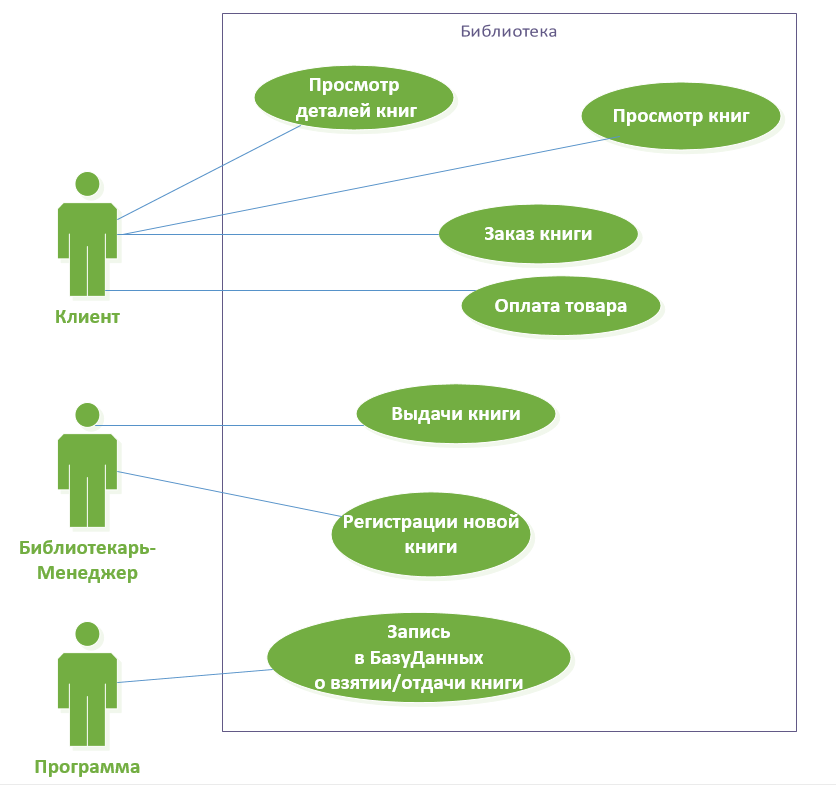 Библиотека
Просмотр
деталей книг
Просмотр книг
Заказ книги
Оплата товара
Клиент
Выдачи книги
Регистрации новой
книги
Библиотекарь-
Менеджер
Запись
в БазуДанных
о взятии/отдачи книги
Программа